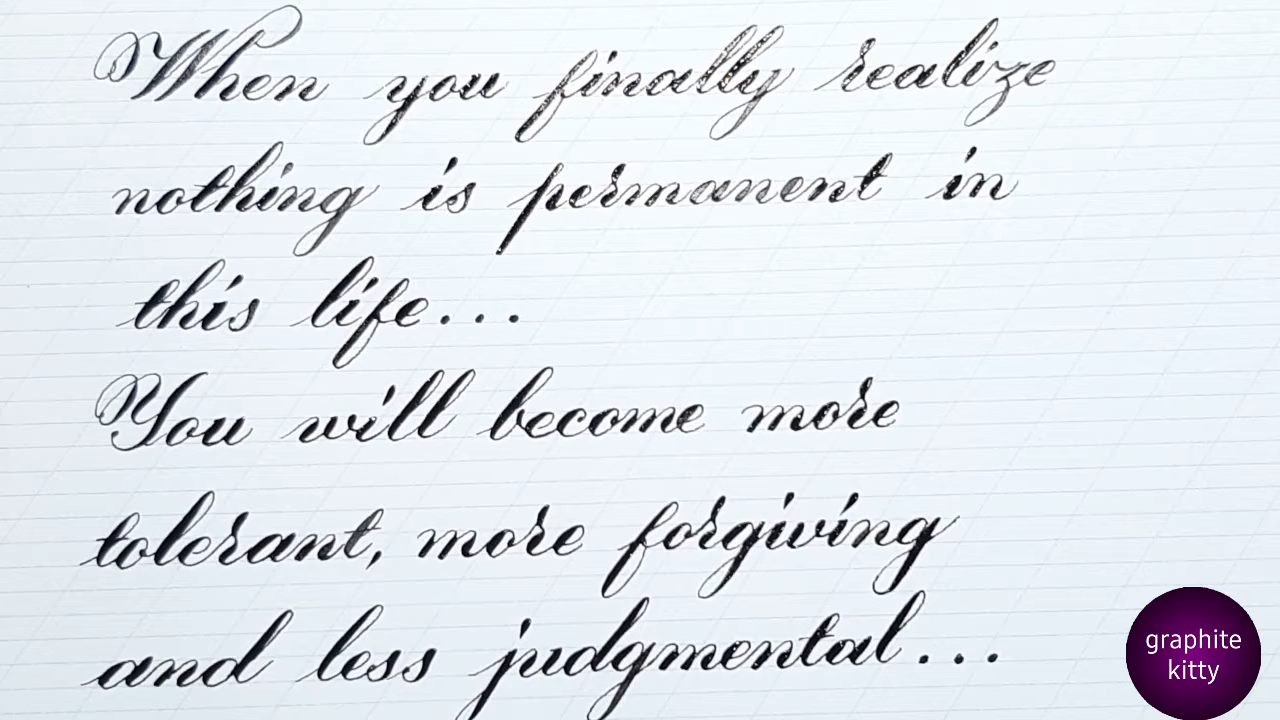 When you finally realize
nothing is permanent in
this life...
You will become more
tolerant, more forgiving
and less judgmental...
graphite
kitty